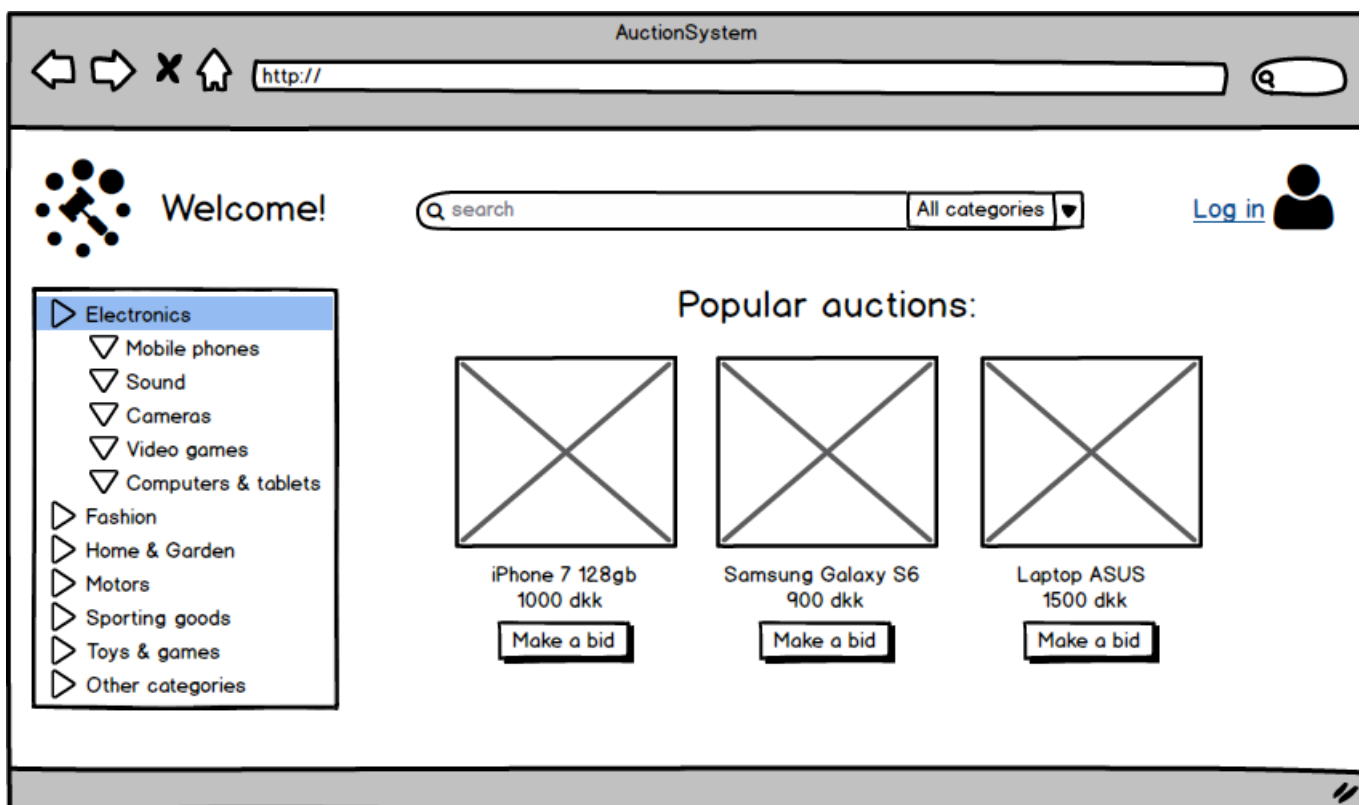 AuctionSystem
http://
Welcome!
search
All categories
Log in
Electronics
Mobile phones
Sound
Cameras
Video games
Computers & tablets
Fashion
Home & Garden
Motors
Sporting goods
Toys & games
Other categories
Popular auctions:
iPhone 7 128gb
1000 dkk
Make a bid
Samsung Galaxy S6
900 dkk
Make a bid
Laptop ASUS
1500 dkk
Make a bid